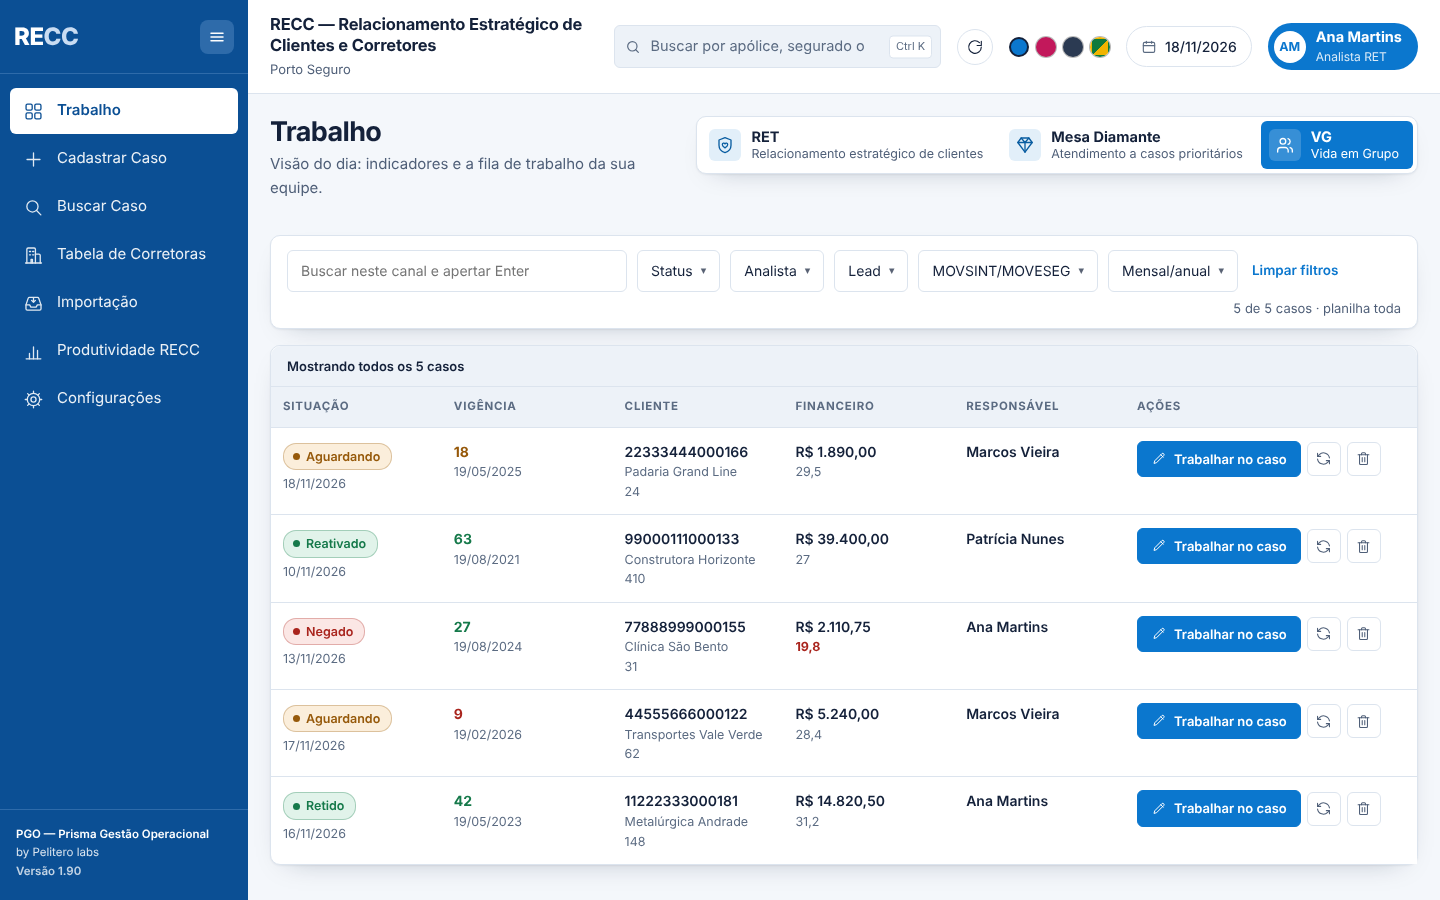 RECC
Trabalho
Cadastrar Caso
Buscar Caso
Tabela de Corretoras
Importação
Produtividade RECC
Configurações
PGO — Prisma Gestão Operacional
by Pelitero labs
Versão 1.90
RECC — Relacionamento Estratégico de
Clientes e Corretores
Porto Seguro
Buscar por apólice, segurado o
Ctrl K
18/11/2026
AM
Ana Martins
Analista RET
Trabalho
Visão do dia: indicadores e a fila de trabalho da sua
equipe.
RET
Relacionamento estratégico de clientes
Mesa Diamante
Atendimento a casos prioritários
VG
Vida em Grupo
Buscar neste canal e apertar Enter
Status ▾
Analista ▾
Lead ▾
MOVSINT/MOVESEG ▾
Mensal/anual ▾
Limpar filtros
5 de 5 casos · planilha toda
Mostrando todos os 5 casos
SITUAÇÃO VIGÊNCIA CLIENTE FINANCEIRO RESPONSÁVEL AÇÕES
Aguardando 18 22333444000166 R$ 1.890,00 Marcos Vieira Trabalhar no caso
18/11/2026 19/05/2025 Padaria Grand Line 29,5
24
Reativado 63 99000111000133 R$ 39.400,00 Patrícia Nunes Trabalhar no caso
10/11/2026 19/08/2021 Construtora Horizonte 27
410
Negado 27 77888999000155 R$ 2.110,75 Ana Martins Trabalhar no caso
13/11/2026 19/08/2024 Clínica São Bento 19,8
31
Aguardando 9 44555666000122 R$ 5.240,00 Marcos Vieira Trabalhar no caso
17/11/2026 19/02/2026 Transportes Vale Verde 28,4
62
Retido 42 11222333000181 R$ 14.820,50 Ana Martins Trabalhar no caso
16/11/2026 19/05/2023 Metalúrgica Andrade 31,2
148